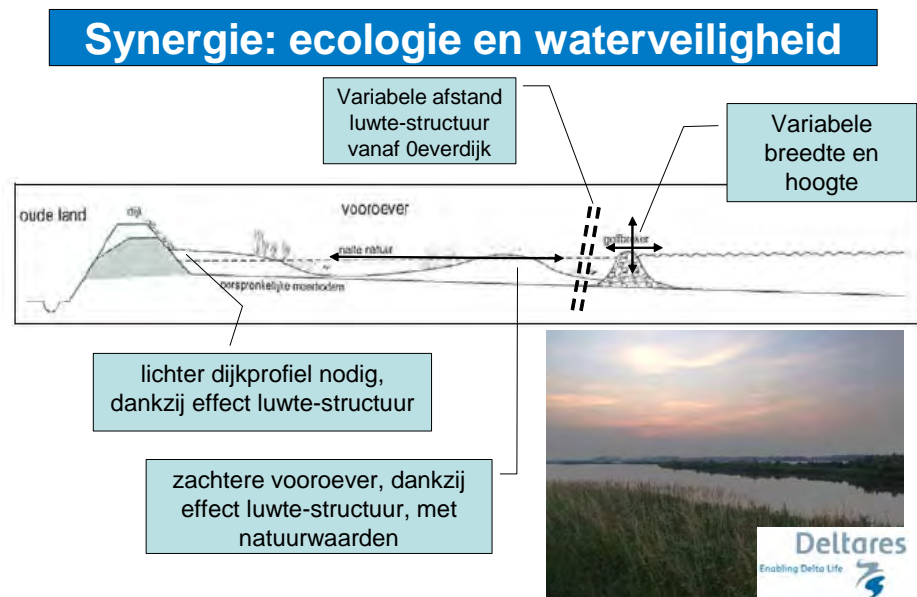 Synergie: ecologie en waterveiligheid
Variabele afstand
luwte-structuur
vanaf 0everdijk
Variabele
breedte en
hoogte
oude land
dijk
vooroever
natte natuur
golfbreker
oorspronkelijke meerbodem
lichter dijkprofiel nodig,
dankzij effect luwte-structuur
zachtere vooroever, dankzij
effect luwte-structuur, met
natuurwaarden
Deltares
Enabling Delta Life